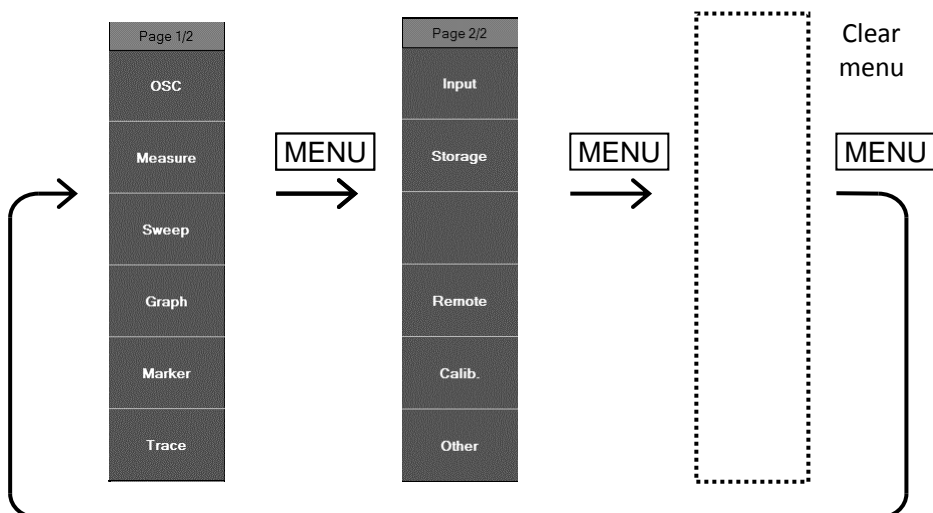 Page 1/2
OSC
Measure
Sweep
Graph
Marker
Trace
MENU
Page 2/2
Input
Storage
Remote
Calib.
Other
MENU
Clear
menu
MENU